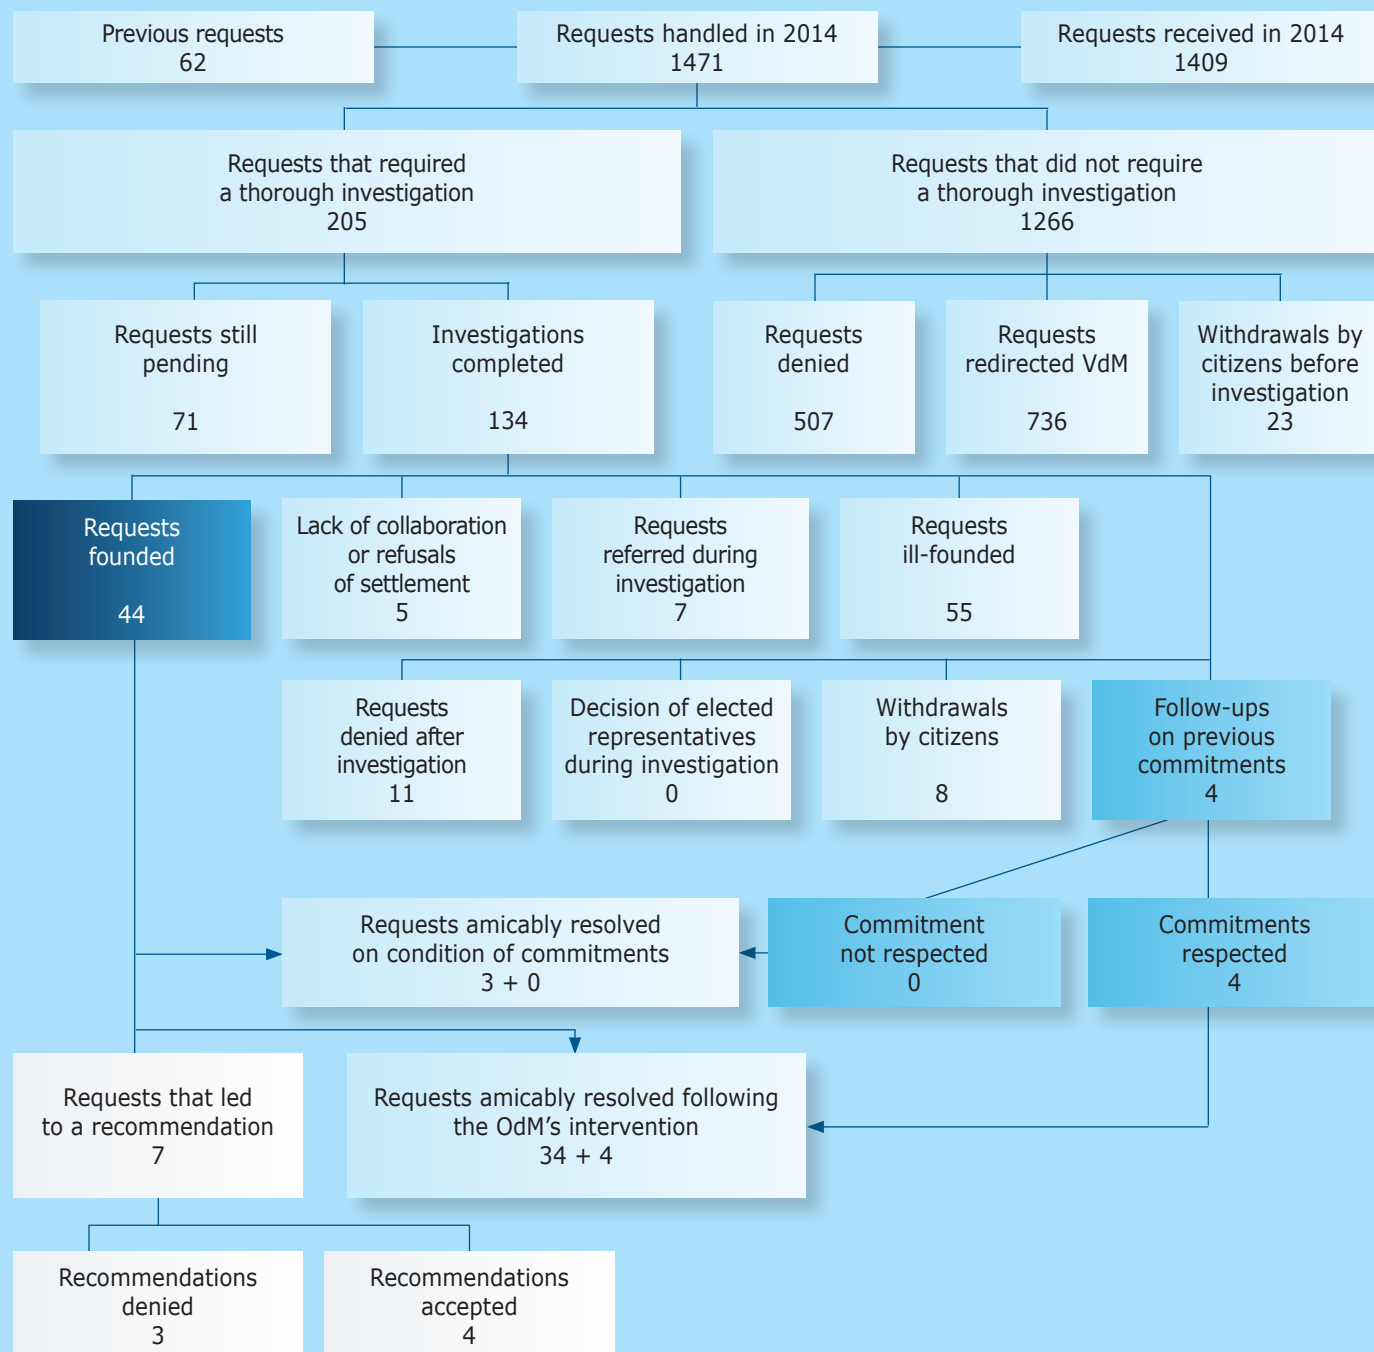 Previous requests
62
Requests handled in 2014
1471
Requests received in 2014
1409
Requests that required
a thorough investigation
205
Requests that did not require
a thorough investigation
1266
Requests still
pending
71
Investigations
completed
134
Requests
denied
507
Requests
redirected VdM
736
Withdrawals by
citizens before
investigation
23
Requests
founded
44
Lack of collaboration
or refusals
of settlement
5
Requests
referred during
investigation
7
Requests
ill-founded
55
Requests
denied after
investigation
11
Decision of elected
representatives
during investigation
0
Withdrawals
by citizens
8
Follow-ups
on previous
commitments
4
Requests amicably resolved
on condition of commitments
3 + 0
Commitment
not respected
0
Commitments
respected
4
Requests that led
to a recommendation
7
Requests amicably resolved following
the OdM's intervention
34 + 4
Recommendations
denied
3
Recommendations
accepted
4